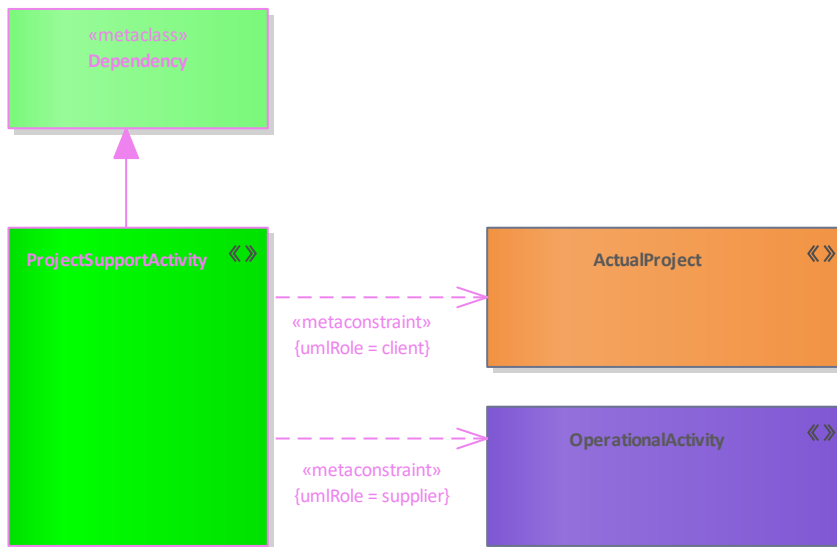 «metaclass»
Dependency
ProjectSupportActivity «»
ActualProject «»
«metaconstraint»
{umlRole = client}
OperationalActivity «»
«metaconstraint»
{umlRole = supplier}